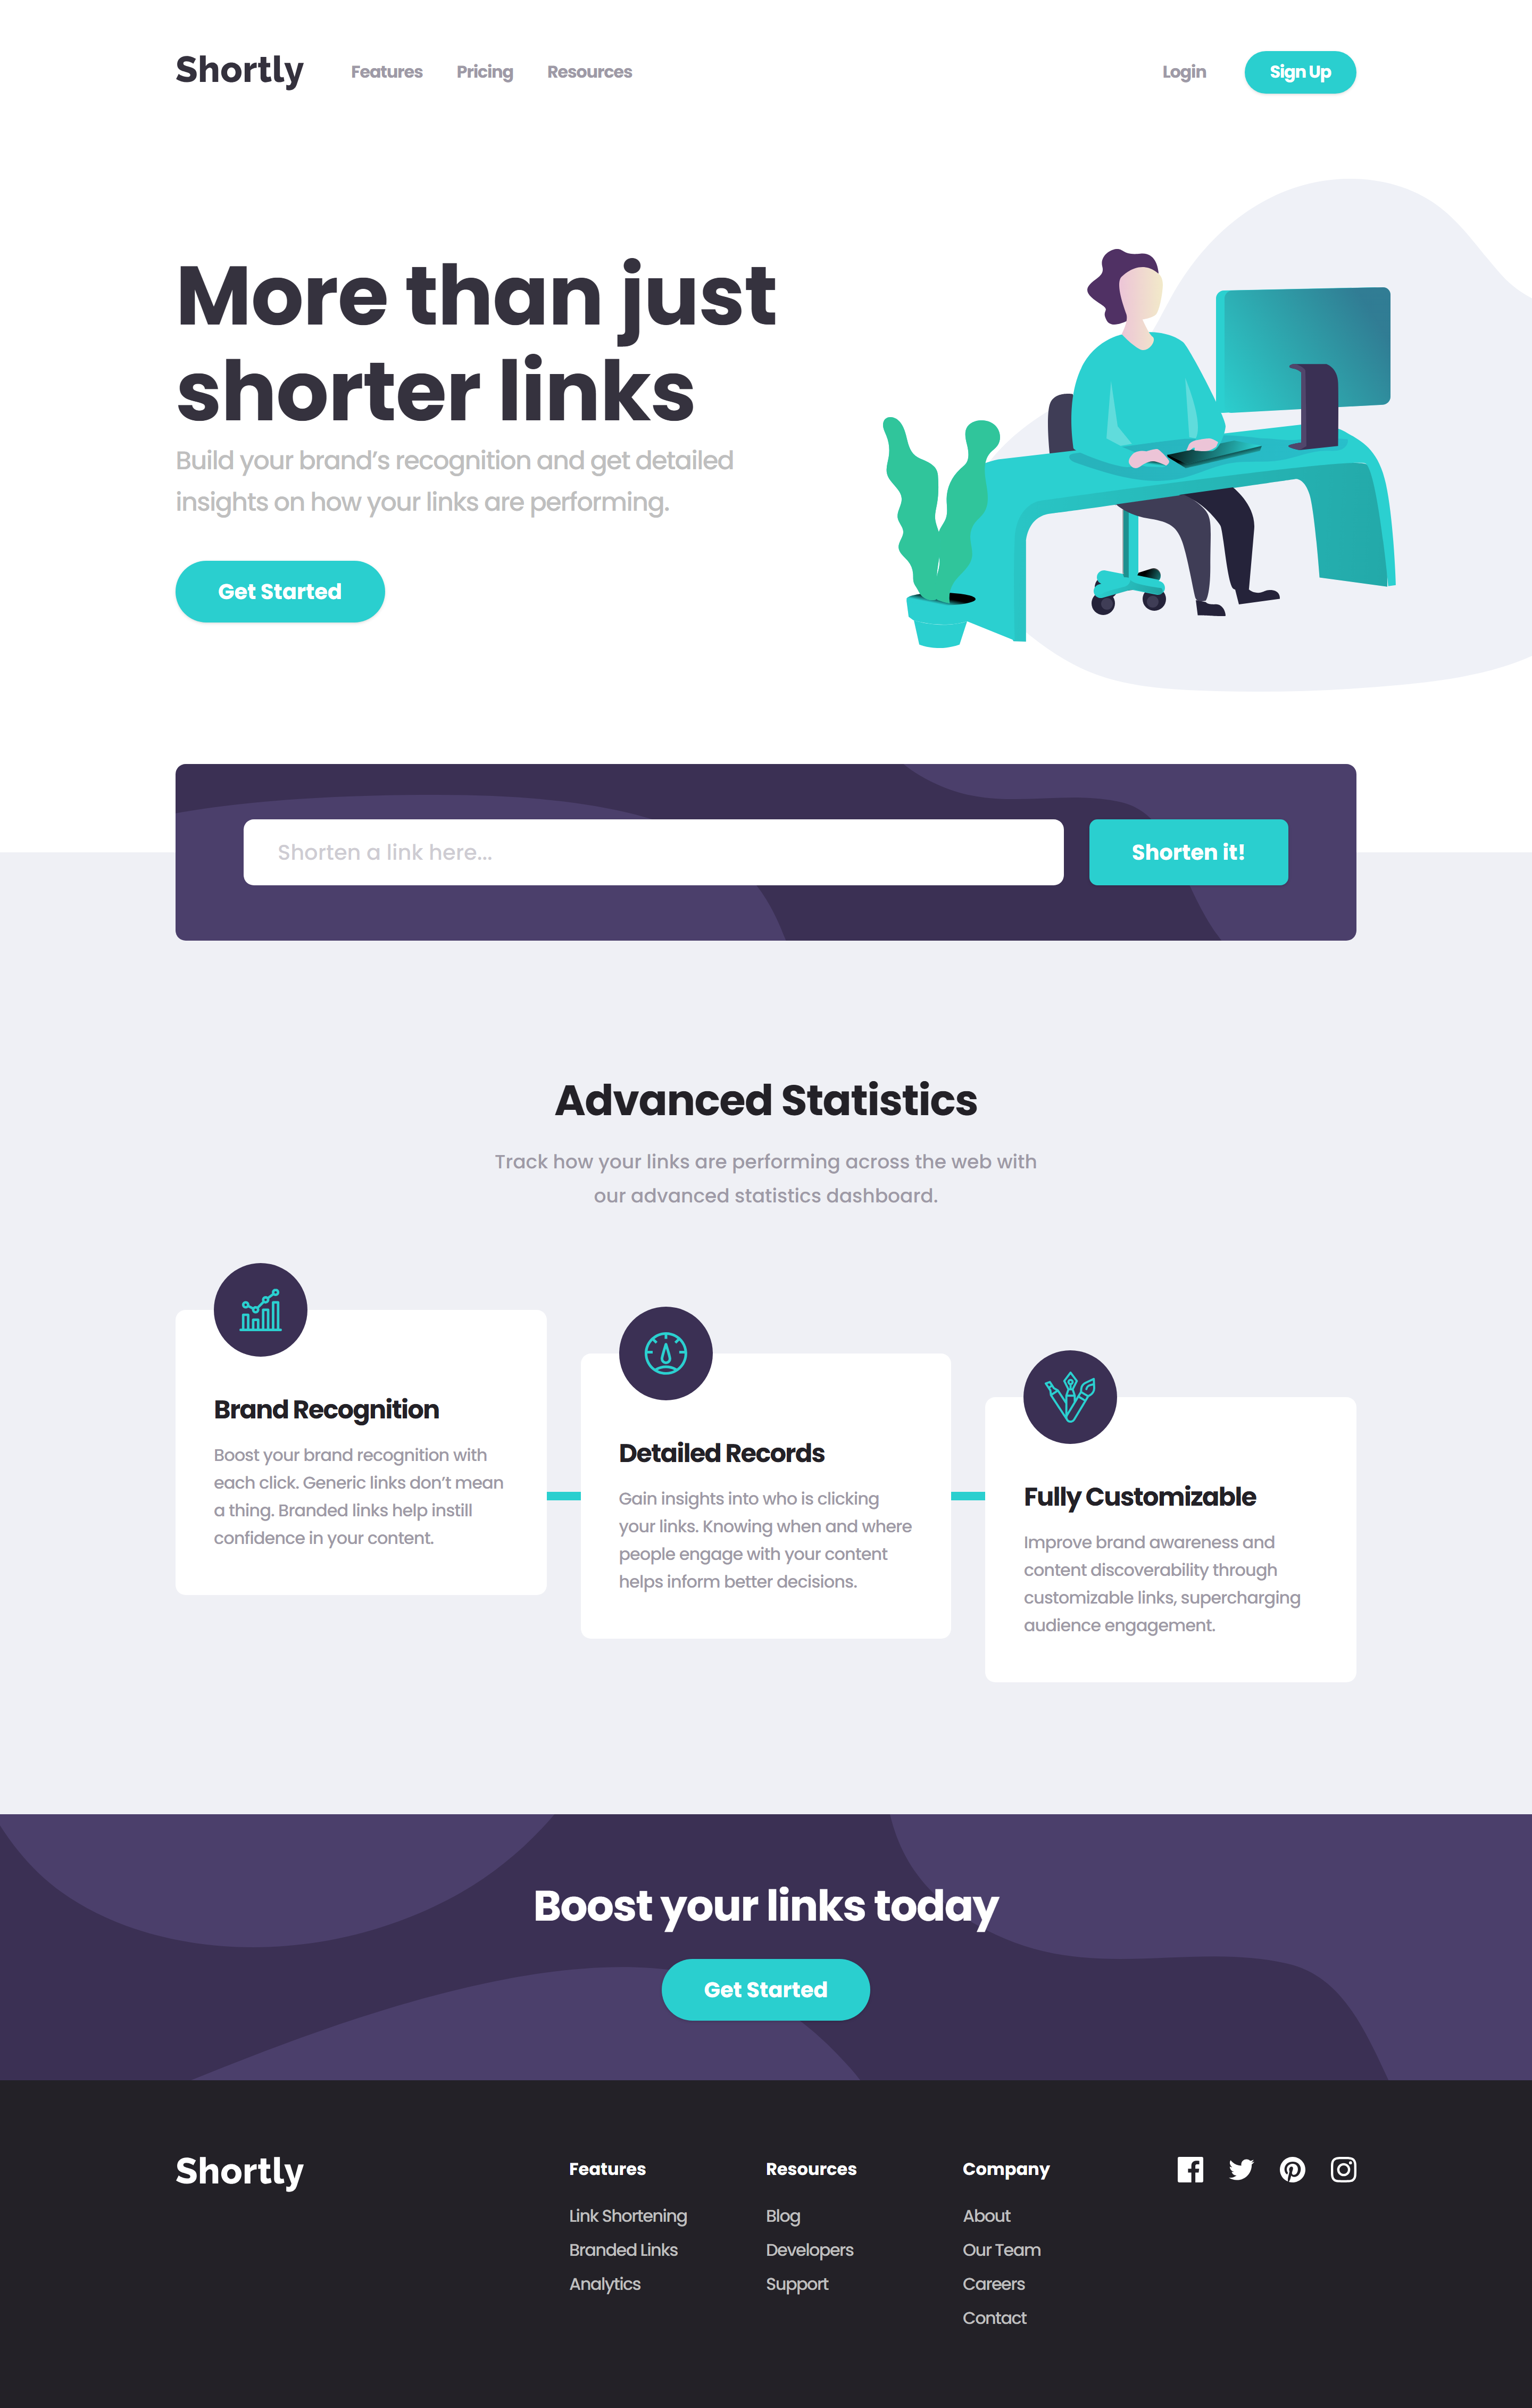 Shortly
Features
Pricing
Resources
Login
Sign Up
More than just
shorter links
Build your brand’s recognition and get detailed
insights on how your links are performing.
Get Started
Shorten a link here...
Shorten it!
Advanced Statistics
Track how your links are performing across the web with
our advanced statistics dashboard.
Brand Recognition
Boost your brand recognition with
each click. Generic links don’t mean
a thing. Branded links help instill
confidence in your content.
Detailed Records
Gain insights into who is clicking
your links. Knowing when and where
people engage with your content
helps inform better decisions.
Fully Customizable
Improve brand awareness and
content discoverability through
customizable links, supercharging
audience engagement.
Boost your links today
Get Started
Shortly
Features
Link Shortening
Branded Links
Analytics
Resources
Blog
Developers
Support
Company
About
Our Team
Careers
Contact